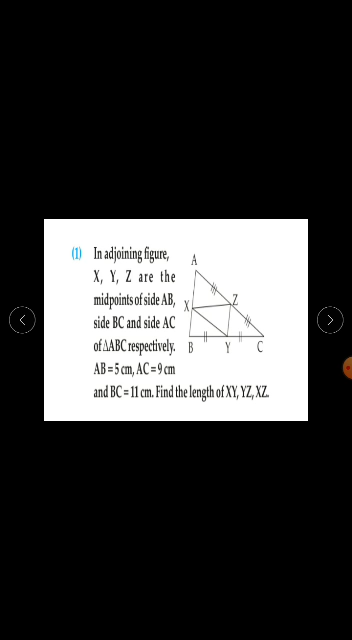 (1) In adjoining figure,
X, Y, Z are the
midpoints of side AB,
side BC and side AC
of ΔABC respectively.
AB = 5 cm, AC = 9 cm
and BC = 11 cm. Find the length of XY, YZ, XZ.
A
X
Z
B
Y
C